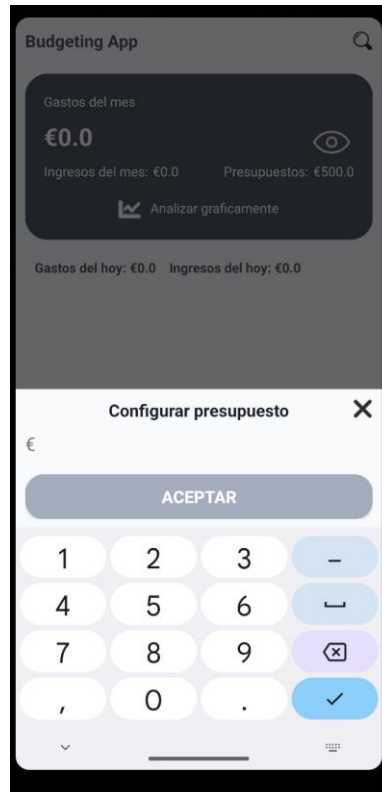 Budgeting App
Gastos del mes
€0.0
Ingresos del mes: €0.0 Presupuestos: €500.0
Analizar graficamente
Gastos del hoy: €0.0 Ingresos del hoy: €0.0
Configurar presupuesto
€
ACEPTAR
1 2 3 –
4 5 6
7 8 9
, 0 .